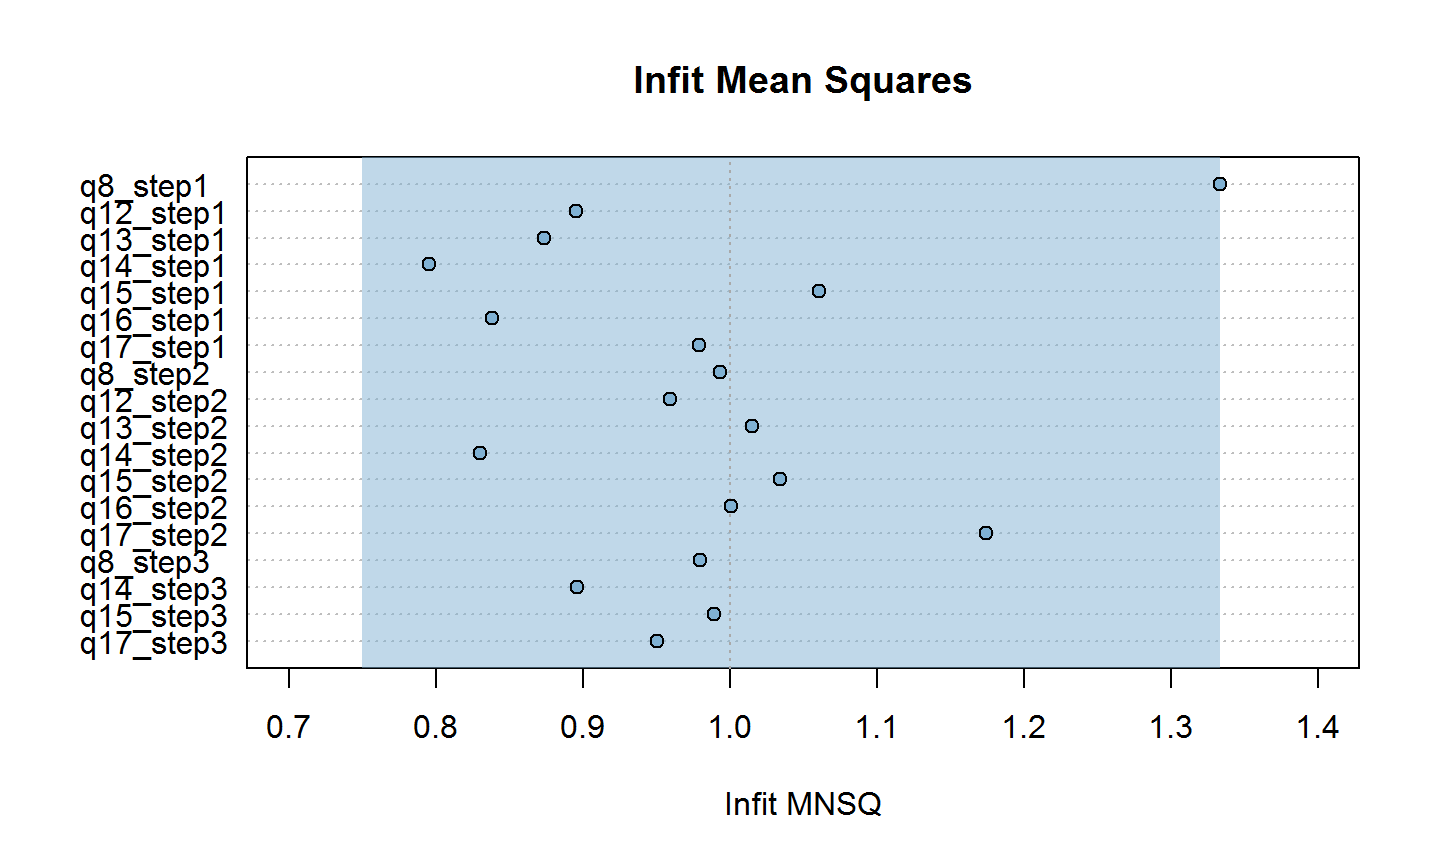 Infit Mean Squares
q8_step1
q12_step1
q13_step1
q14_step1
q15_step1
q16_step1
q17_step1
q8_step2
q12_step2
q13_step2
q14_step2
q15_step2
q16_step2
q17_step2
q8_step3
q14_step3
q15_step3
q17_step3
0.7 0.8 0.9 1.0 1.1 1.2 1.3 1.4
Infit MNSQ